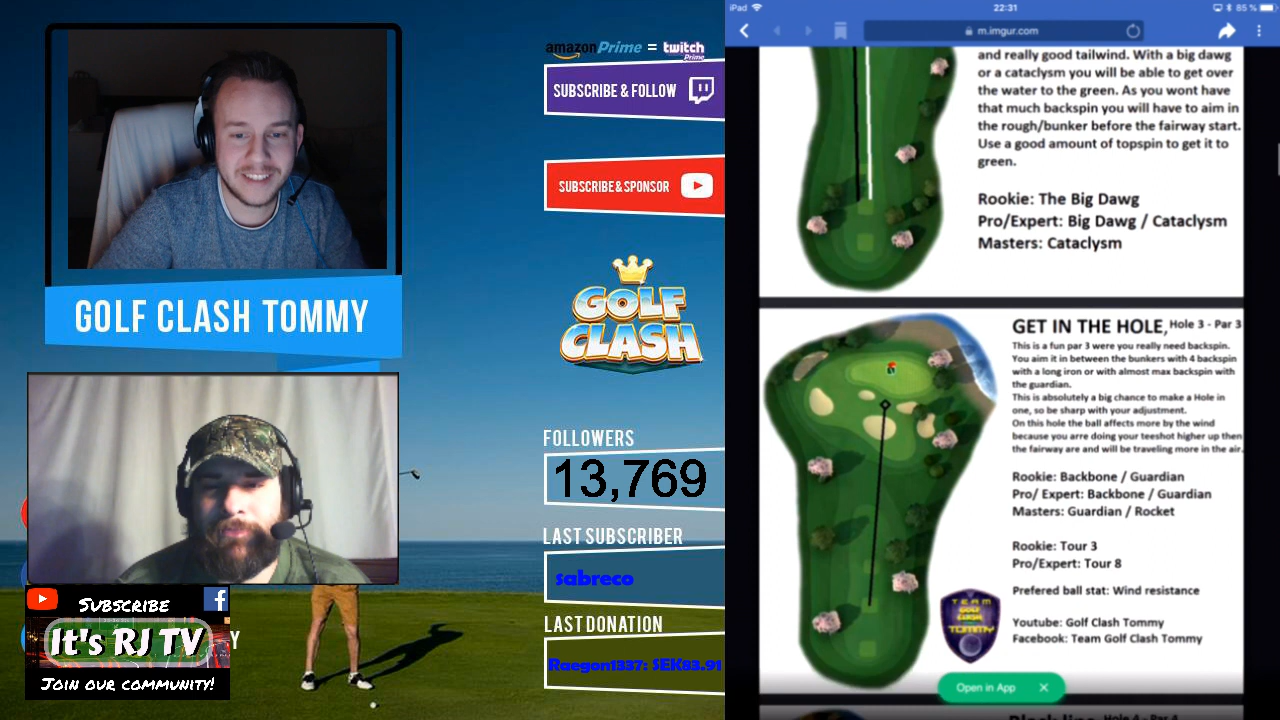 GOLF CLASH TOMMY
SUBSCRIBE
It's RJ TV
JOIN OUR COMMUNITY!
Y
amazonPrime = twitch
Prime
SUBSCRIBE & FOLLOW
SUBSCRIBE & SPONSOR
GOLF
CLASH
FOLLOWERS
13,769
LAST SUBSCRIBER
sabreco
LAST DONATION
Raegon1337: SEK83.91
iPad
22:31
85 %
m.imgur.com
and really good tailwind. With a big dawg
or a cataclysm you will be able to get over
the water to the green. As you wont have
that much backspin you will have to aim in
the rough/bunker before the fairway start.
Use a good amount of topspin to get it to
green.
Rookie: The Big Dawg
Pro/Expert: Big Dawg / Cataclysm
Masters: Cataclysm
GET IN THE HOLE, Hole 3 - Par 3
This is a fun par 3 were you really need backspin.
You aim it in between the bunkers with 4 backspin
with a long iron or with almost max backspin with
the guardian.
This is absolutely a big chance to make a Hole in
one, so be sharp with your adjustment.
On this hole the ball affects more by the wind
because you arre doing your teeshot higher up then
the fairway are and will be traveling more in the air.
Rookie: Backbone / Guardian
Pro/ Expert: Backbone / Guardian
Masters: Guardian / Rocket
Rookie: Tour 3
Pro/Expert: Tour 8
Prefered ball stat: Wind resistance
Youtube: Golf Clash Tommy
Facebook: Team Golf Clash Tommy
TEAM
GOLF
CLASH
TOMMY
Open in App